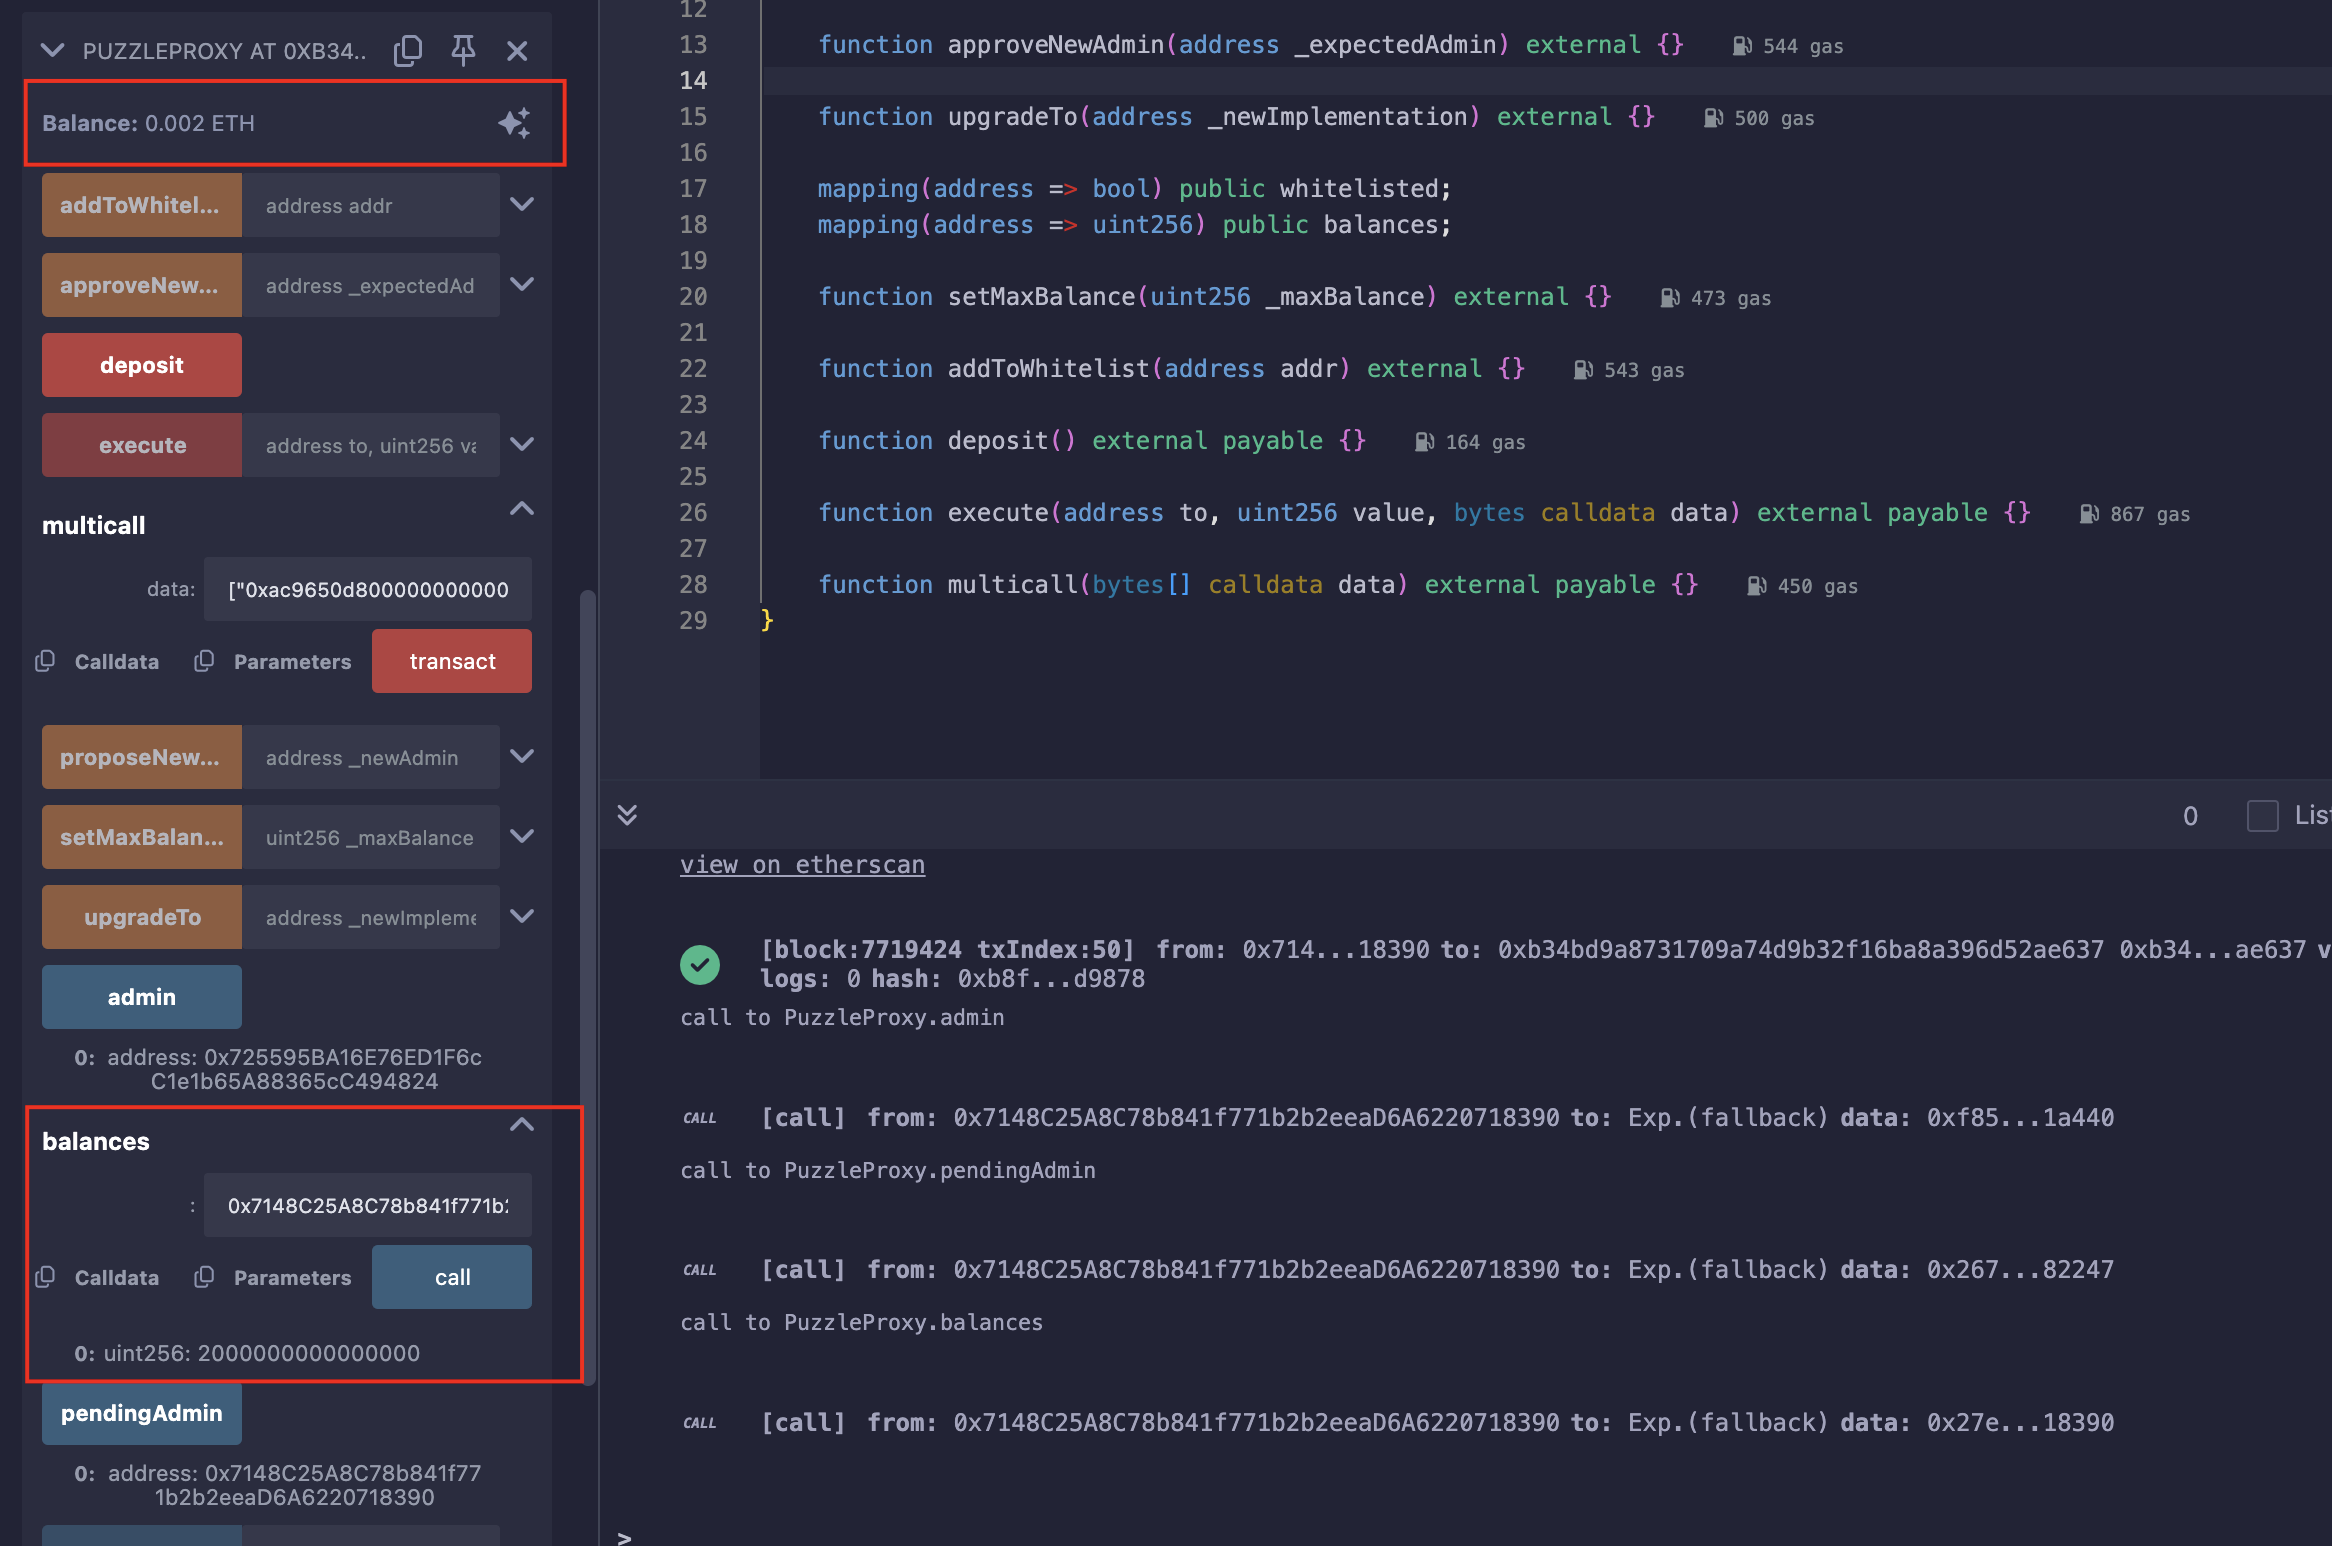 PUZZLEPROXY AT 0XB34..
Balance: 0.002 ETH
addToWhitel... address addr
approveNew... address _expectedAd
deposit
execute address to, uint256 va
multicall
data: ["0xac9650d800000000000
Calldata Parameters transact
proposeNew... address _newAdmin
setMaxBalan... uint256 _maxBalance
upgradeTo address _newImpleme
admin
0: address: 0x725595BA16E76ED1F6c
C1e1b65A88365cC494824
balances
: 0x7148C25A8C78b841f771b2
Calldata Parameters call
0: uint256: 2000000000000000
pendingAdmin
0: address: 0x7148C25A8C78b841f77
1b2b2eeaD6A6220718390
12
13 function approveNewAdmin(address _expectedAdmin) external {} 544 gas
14
15 function upgradeTo(address _newImplementation) external {} 500 gas
16
17 mapping(address => bool) public whitelisted;
18 mapping(address => uint256) public balances;
19
20 function setMaxBalance(uint256 _maxBalance) external {} 473 gas
21
22 function addToWhitelist(address addr) external {} 543 gas
23
24 function deposit() external payable {} 164 gas
25
26 function execute(address to, uint256 value, bytes calldata data) external payable {} 867 gas
27
28 function multicall(bytes[] calldata data) external payable {} 450 gas
29 }
0 List
view on etherscan
[block:7719424 txIndex:50] from: 0x714...18390 to: 0xb34bd9a8731709a74d9b32f16ba8a396d52ae637 0xb34...ae637 v
logs: 0 hash: 0xb8f...d9878
call to PuzzleProxy.admin
CALL [call] from: 0x7148C25A8C78b841f771b2b2eeaD6A6220718390 to: Exp.(fallback) data: 0xf85...1a440
call to PuzzleProxy.pendingAdmin
CALL [call] from: 0x7148C25A8C78b841f771b2b2eeaD6A6220718390 to: Exp.(fallback) data: 0x267...82247
call to PuzzleProxy.balances
CALL [call] from: 0x7148C25A8C78b841f771b2b2eeaD6A6220718390 to: Exp.(fallback) data: 0x27e...18390
>